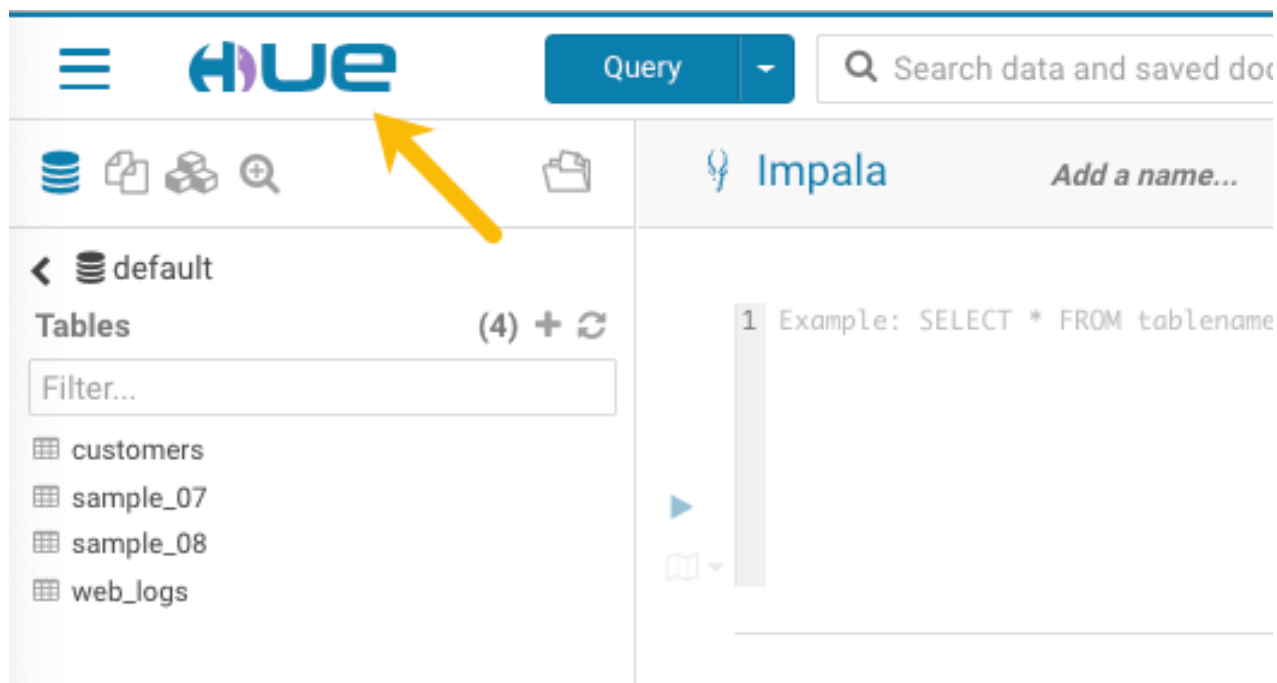 HUE
Query
Search data and saved doc
Impala
Add a name...
default
Tables (4)
1 Example: SELECT * FROM tablename
Filter...
customers
sample_07
sample_08
web_logs